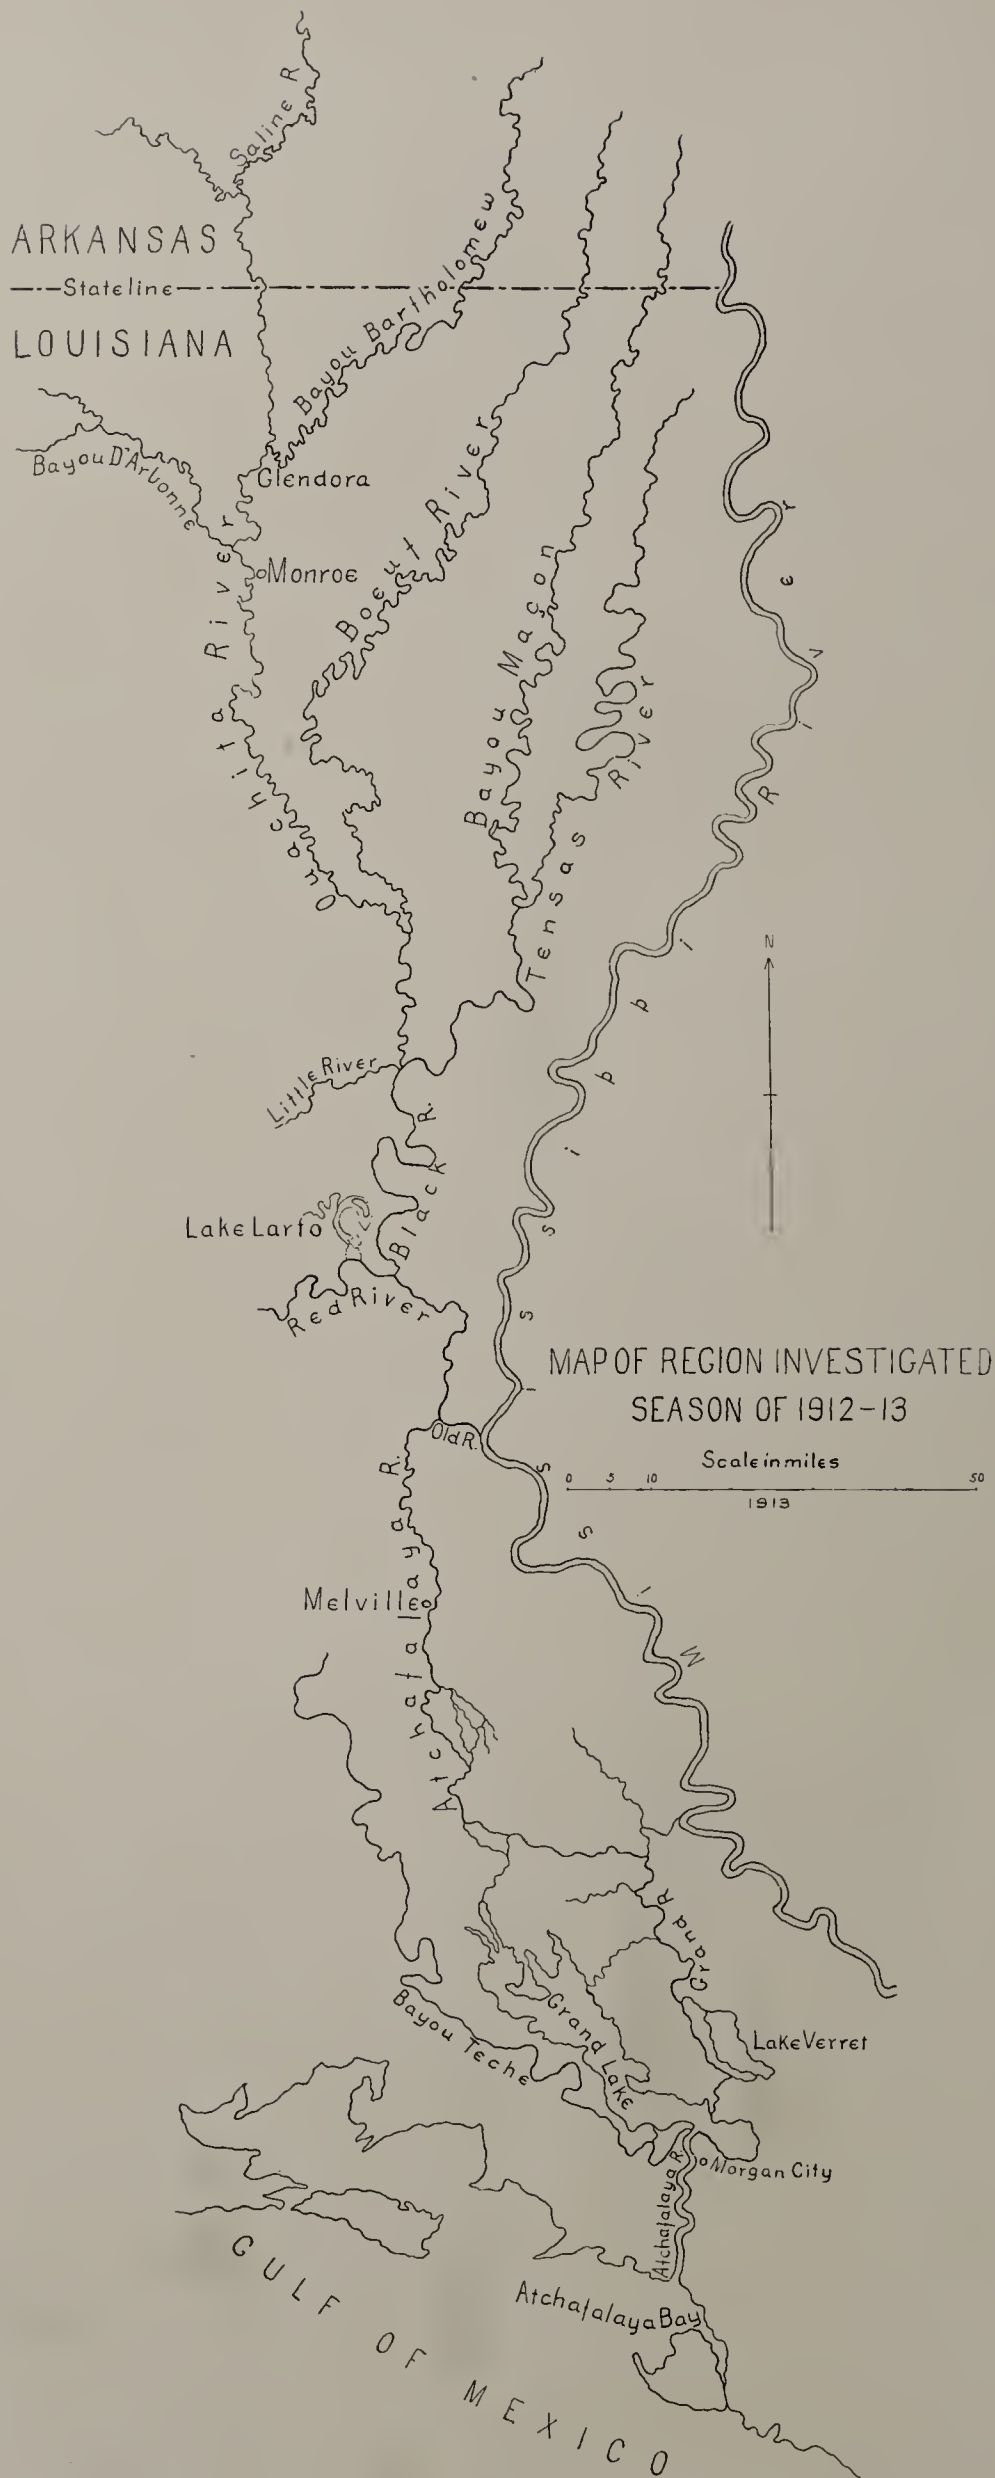 Saline R
ARKANSAS
Stateline
LOUISIANA
Bayou Bartholomew
Bayou D'Arbonne
Glendora
Monroe
Ouachita River
Boeuf River
Bayou Maçon
Tensas River
Mississippi River
N
Little River
Black R.
Lake Larto
Red River
MAP OF REGION INVESTIGATED
SEASON OF 1912-13
Scale in miles
0 5 10 50
1913
Old R.
Atchafalaya R.
Melville
Grand R
Grand Lake
Bayou Teche
Lake Verret
Morgan City
Atchafalaya R.
Atchafalaya Bay
GULF OF MEXICO